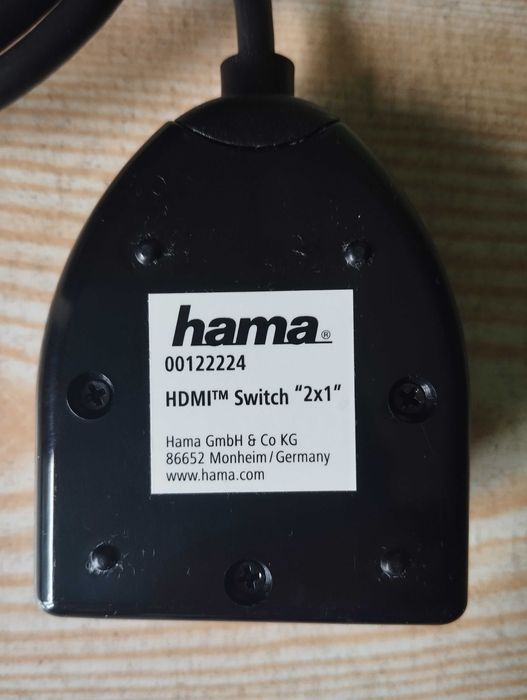 hama®
00122224
HDMI™ Switch “2x1”
Hama GmbH & Co KG
86652 Monheim/Germany
www.hama.com